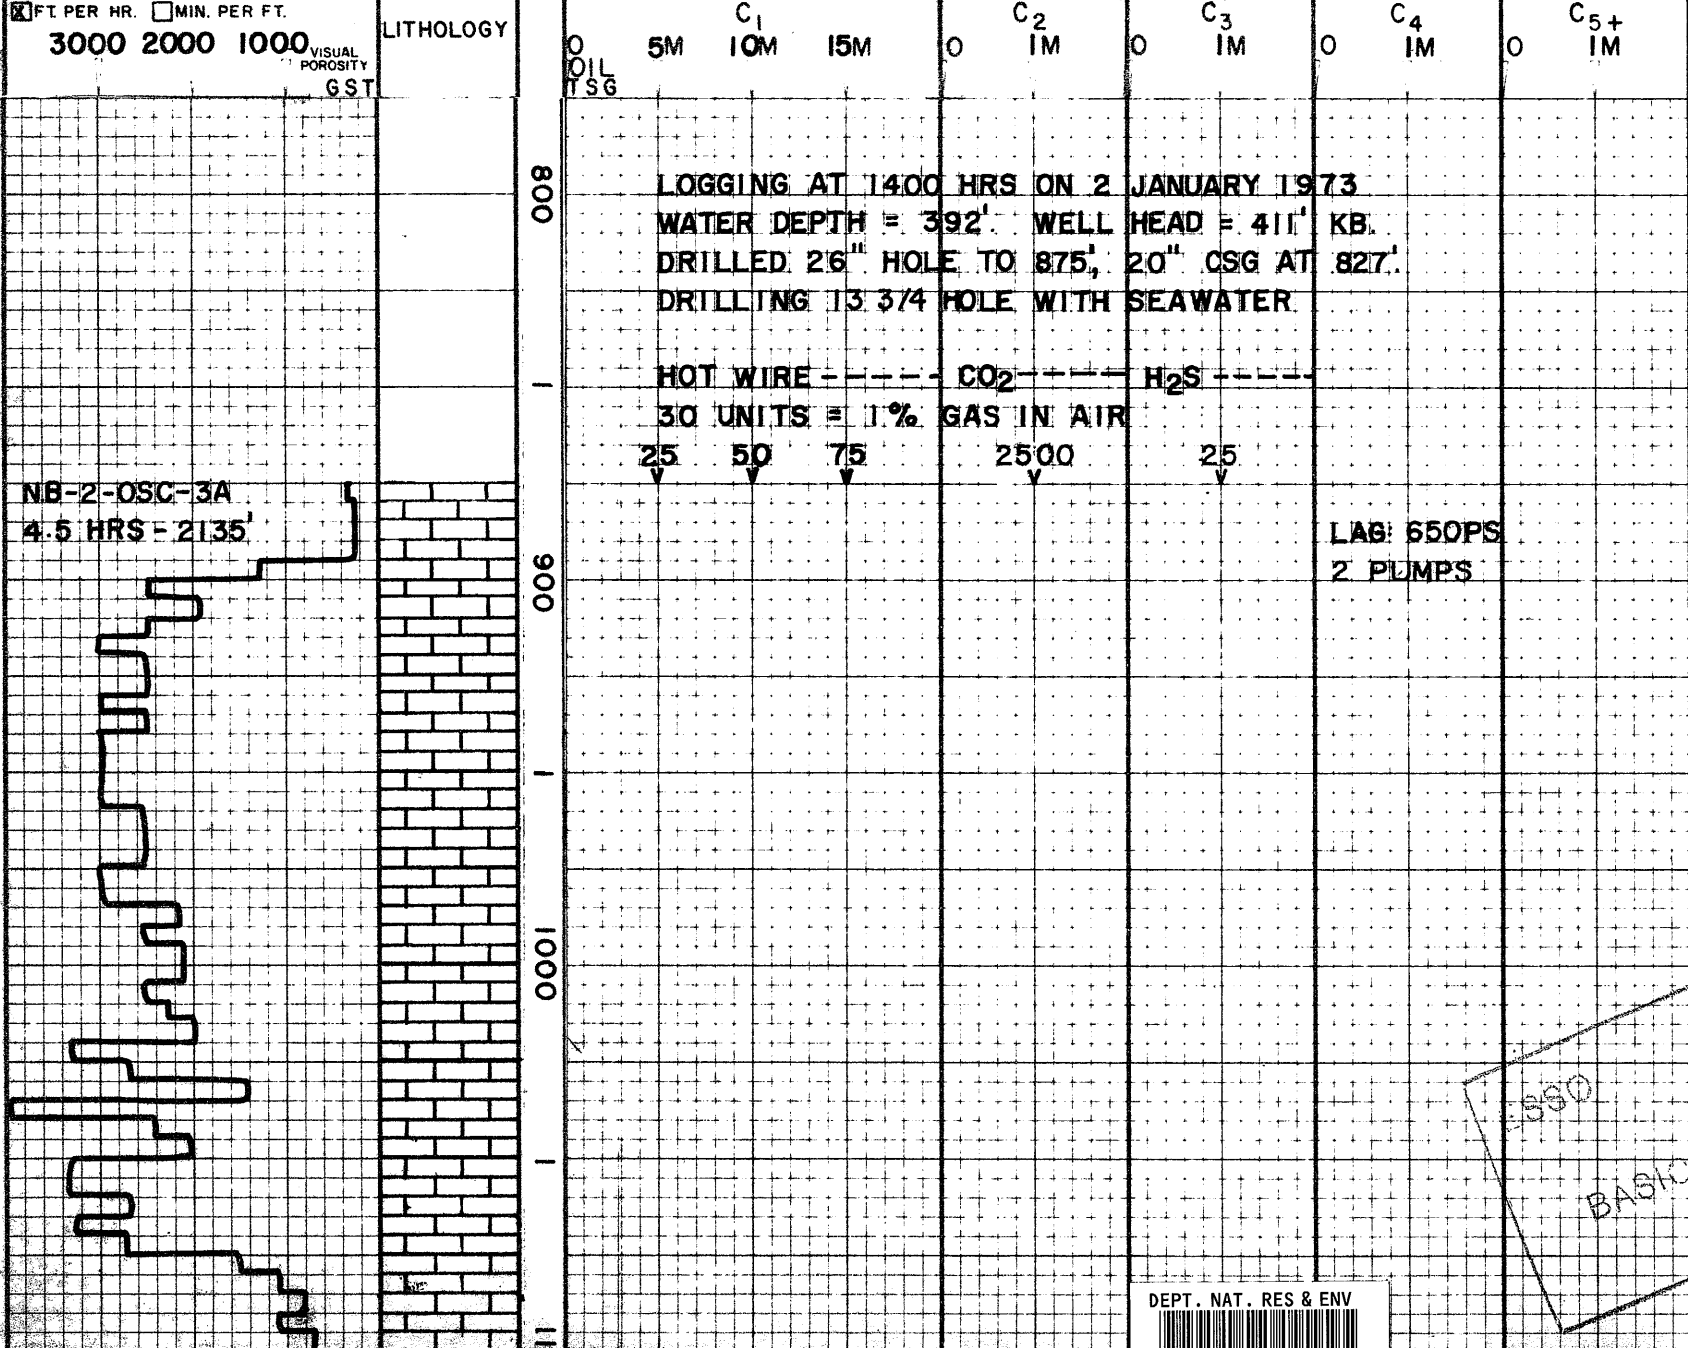 ☒FT. PER HR. ☐MIN. PER FT.
3000 2000 1000 VISUAL POROSITY
GST
LITHOLOGY
C1 C2 C3 C4 C5+
0 5M 10M 15M 0 1M 0 1M 0 1M 0 1M
OIL
TSG
800
LOGGING AT 1400 HRS ON 2 JANUARY 1973
WATER DEPTH = 392'. WELL HEAD = 411' KB.
DRILLED 26" HOLE TO 875', 20" CSG AT 827'.
DRILLING 13 3/4 HOLE WITH SEAWATER
HOT WIRE ----- CO2 ----- H2S -----
30 UNITS = 1% GAS IN AIR
25 50 75 2500 25
NB-2-OSC-3A
4.5 HRS - 2135'
LAG: 650PS
2 PUMPS
900
1000
11
SSO
BASIC
DEPT. NAT. RES & ENV